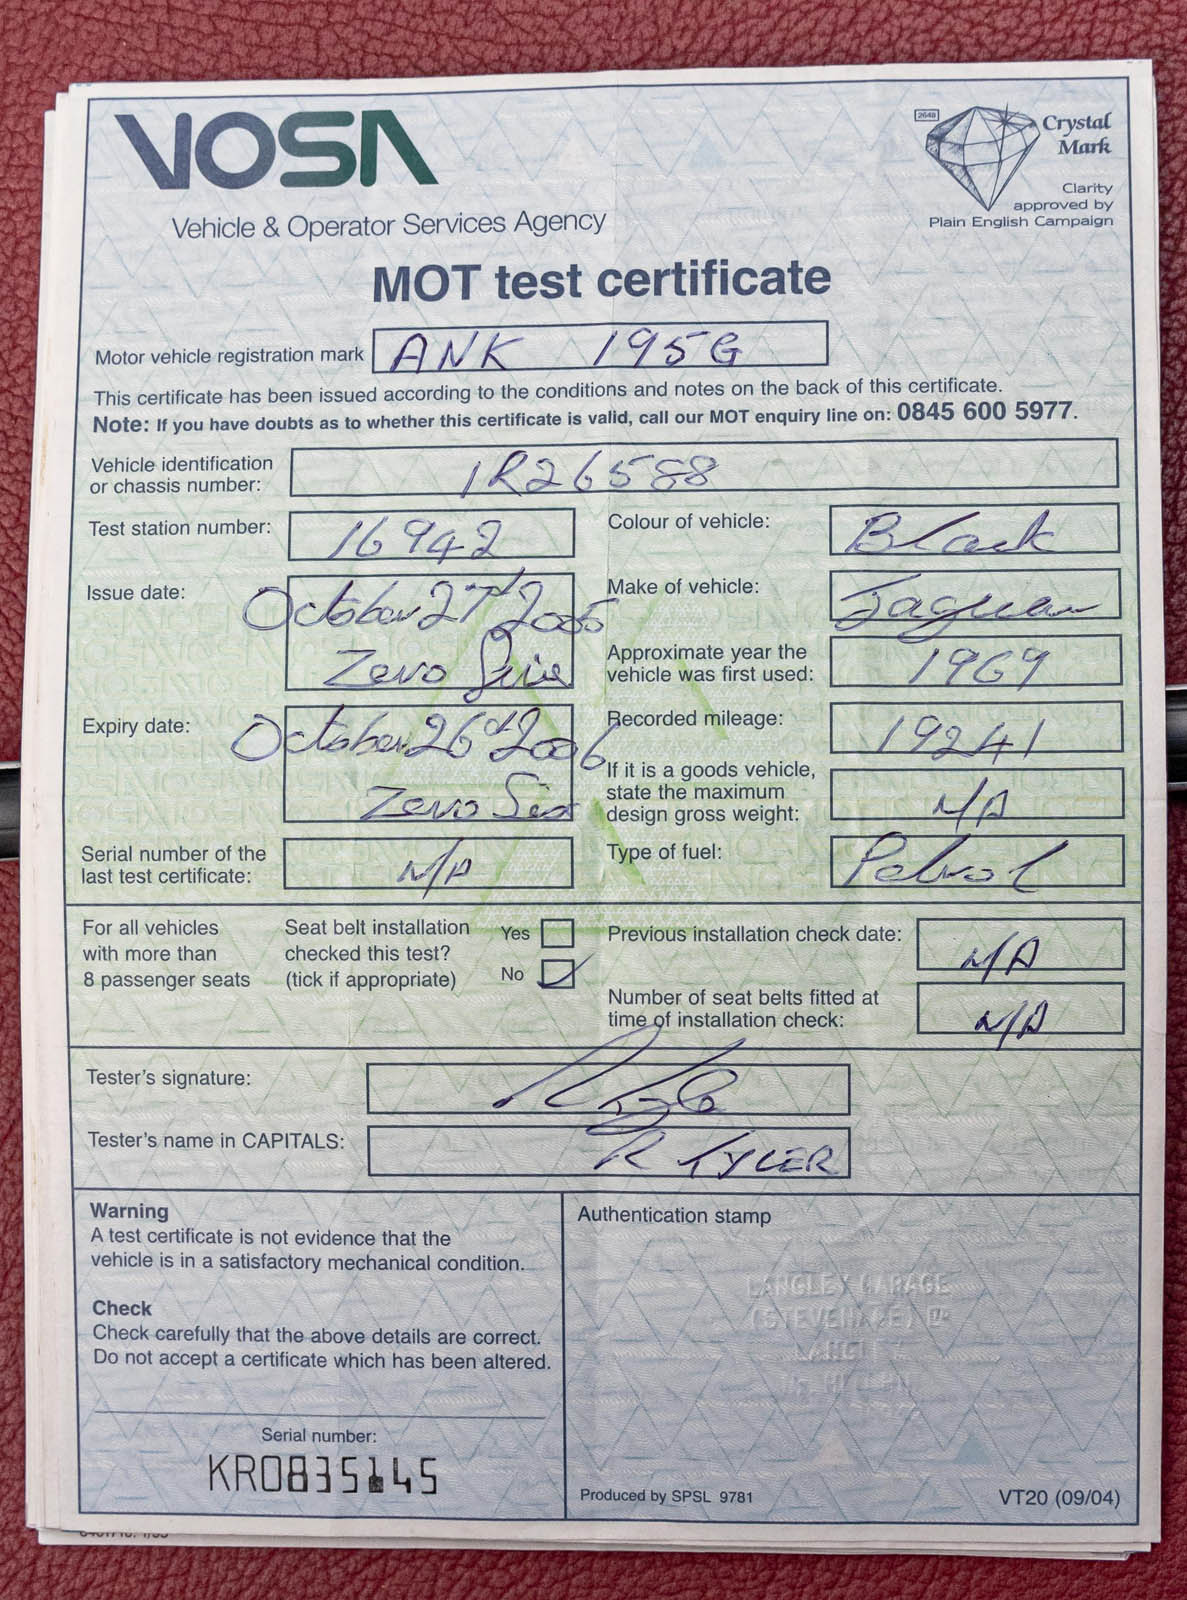 VOSA
Vehicle & Operator Services Agency
2648
Crystal
Mark
Clarity
approved by
Plain English Campaign
MOT test certificate
Motor vehicle registration mark ANK 195G
This certificate has been issued according to the conditions and notes on the back of this certificate.
Note: If you have doubts as to whether this certificate is valid, call our MOT enquiry line on: 0845 600 5977.
Vehicle identification
or chassis number: 1R26588
Test station number: 16942
Colour of vehicle: Black
Issue date: October 27th 2005
Zero Five
Make of vehicle: Jaguar
Approximate year the
vehicle was first used: 1969
Expiry date: October 26th 2006
Zero Six
Recorded mileage: 19241
If it is a goods vehicle,
state the maximum
design gross weight: N/A
Serial number of the
last test certificate: N/A
Type of fuel: Petrol
For all vehicles
with more than
8 passenger seats
Seat belt installation
checked this test?
(tick if appropriate)
Yes
No
Previous installation check date: N/A
Number of seat belts fitted at
time of installation check: N/A
Tester's signature:
Tester's name in CAPITALS: R TYLER
Warning
A test certificate is not evidence that the
vehicle is in a satisfactory mechanical condition.
Check
Check carefully that the above details are correct.
Do not accept a certificate which has been altered.
Serial number:
KR0835145
Authentication stamp
LANGLEY GARAGE
LANGLEY
Produced by SPSL 9781
VT20 (09/04)